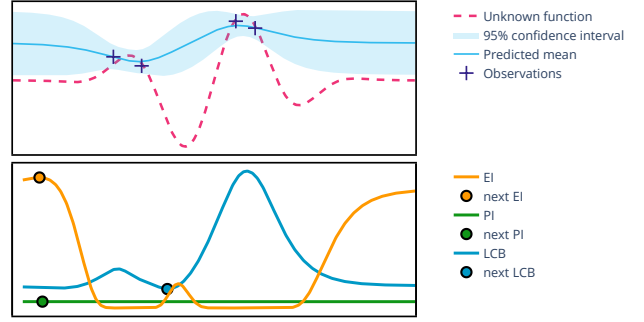 Unknown function
95% confidence interval
Predicted mean
Observations
EI
next EI
PI
next PI
LCB
next LCB